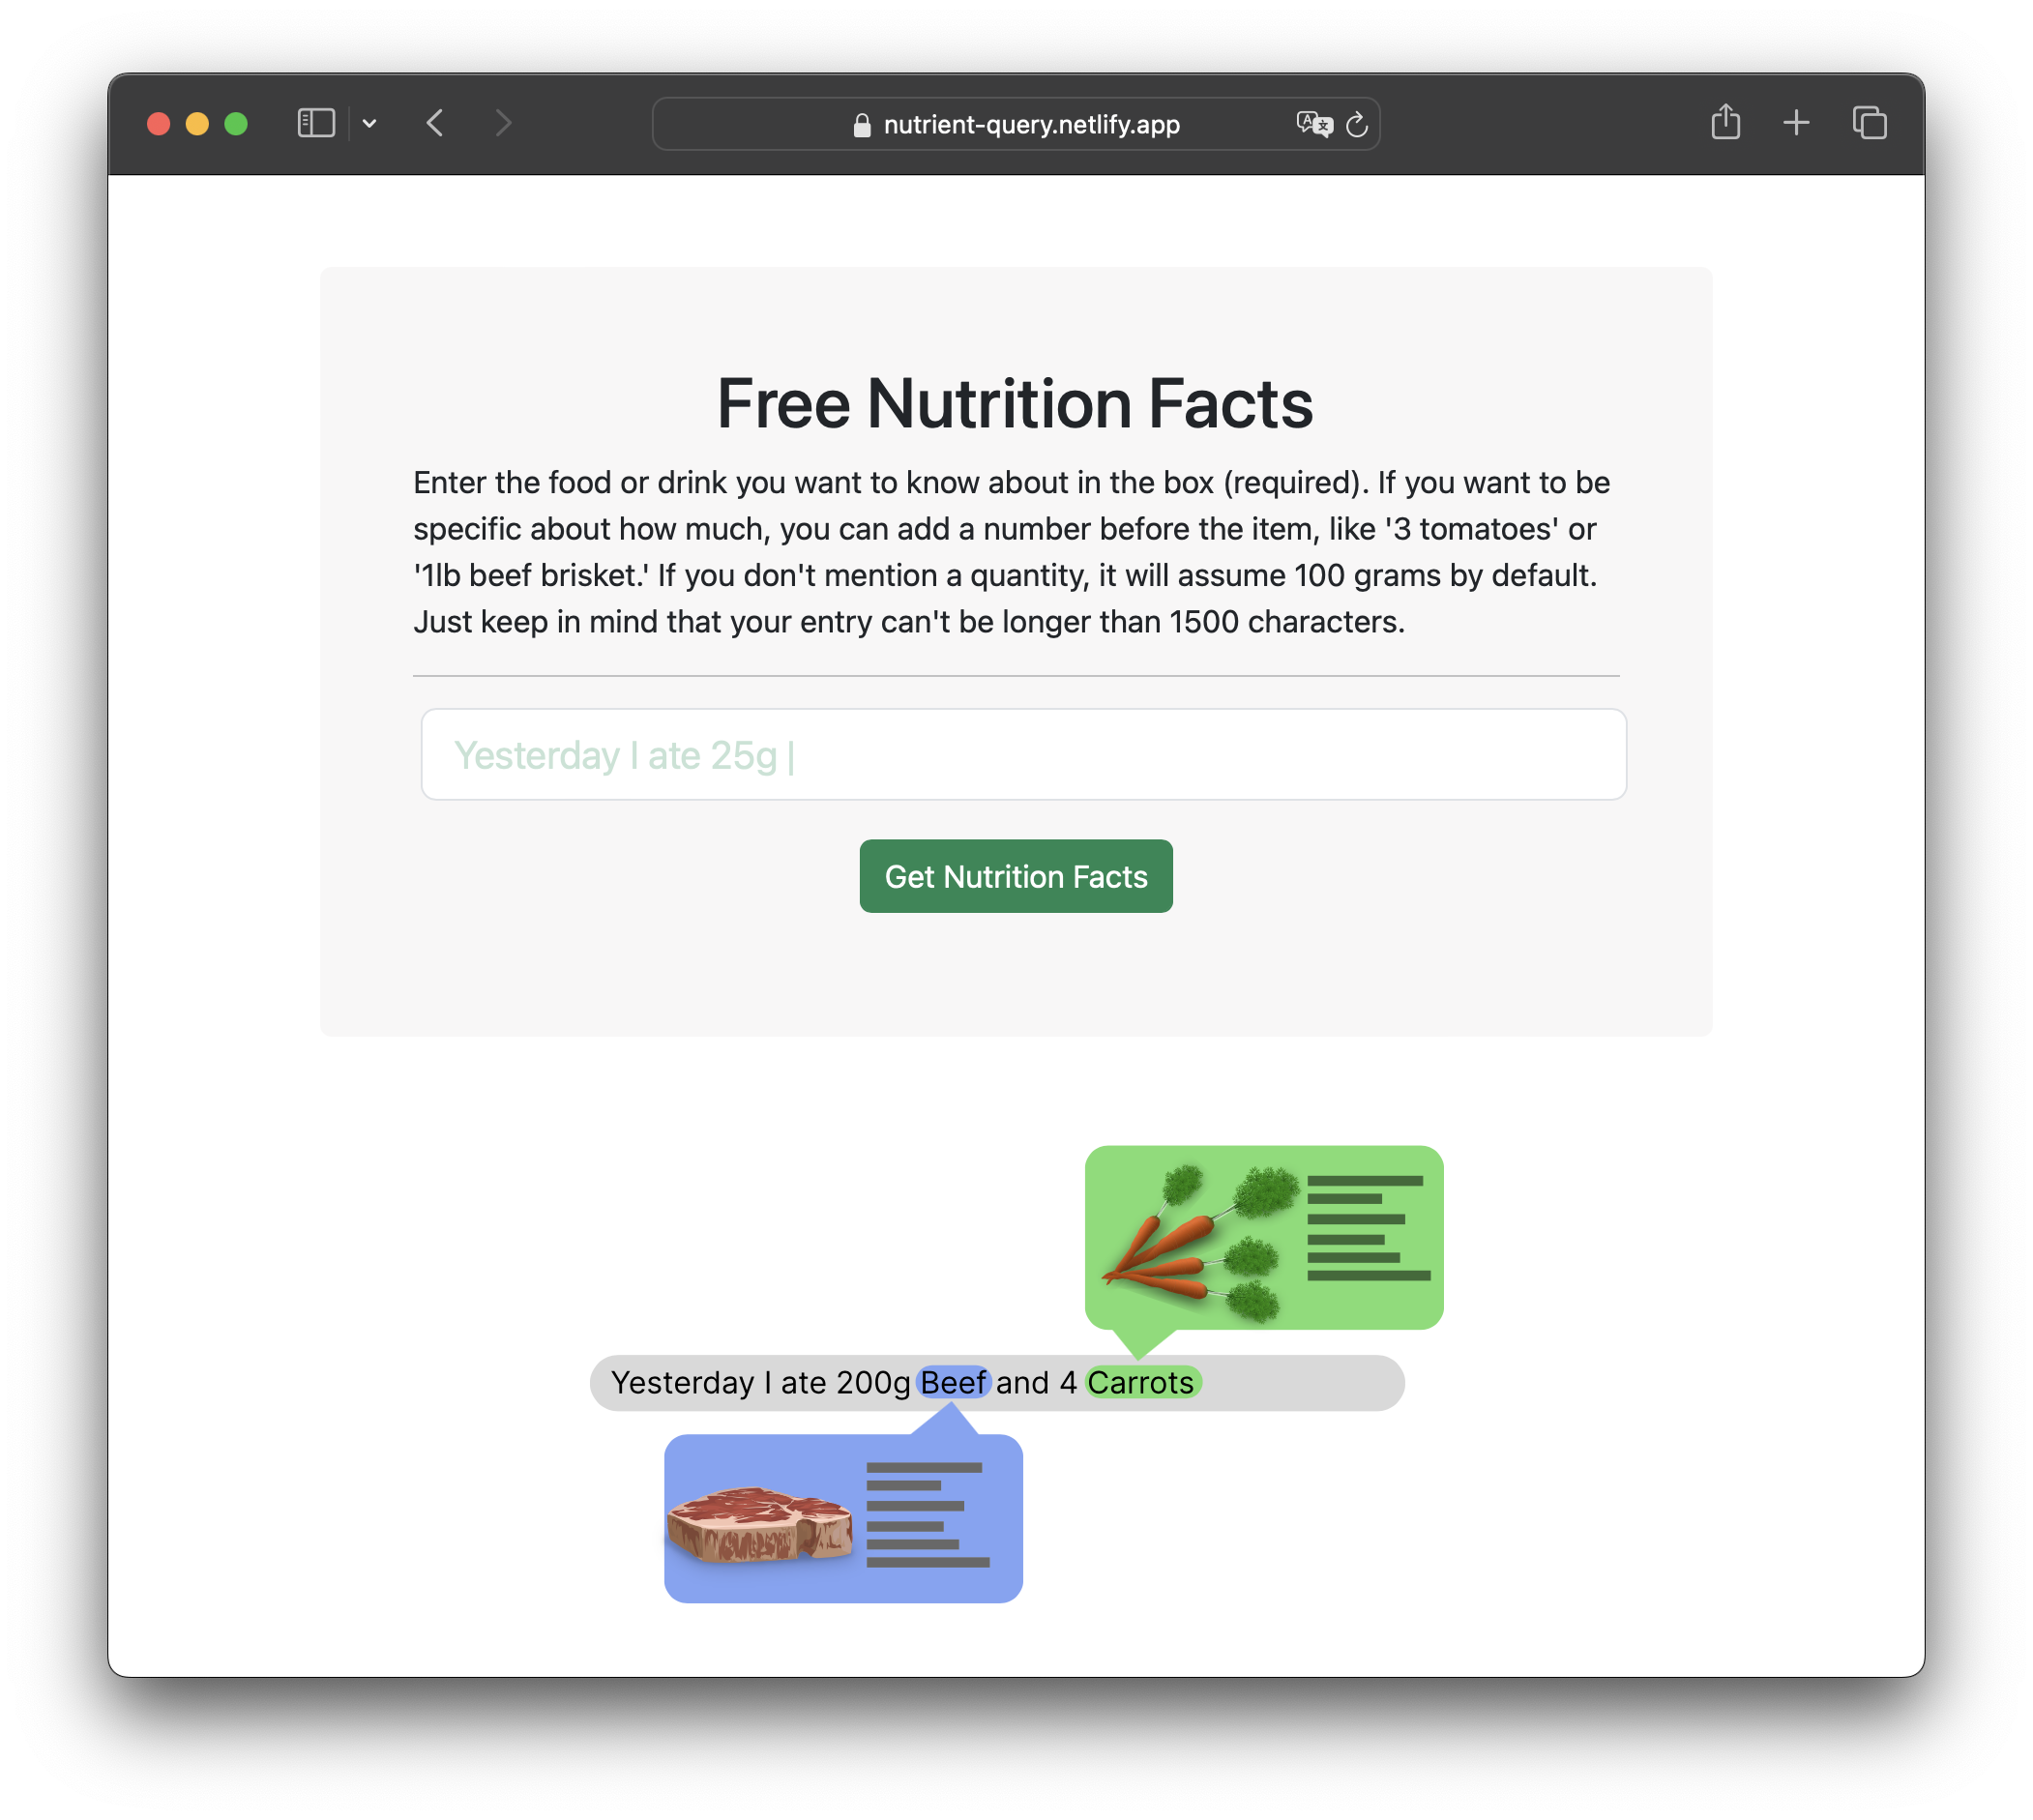 nutrient-query.netlify.app
Free Nutrition Facts
Enter the food or drink you want to know about in the box (required). If you want to be
specific about how much, you can add a number before the item, like '3 tomatoes' or
'1lb beef brisket.' If you don't mention a quantity, it will assume 100 grams by default.
Just keep in mind that your entry can't be longer than 1500 characters.
Yesterday I ate 25g |
Get Nutrition Facts
Yesterday I ate 200g Beef and 4 Carrots